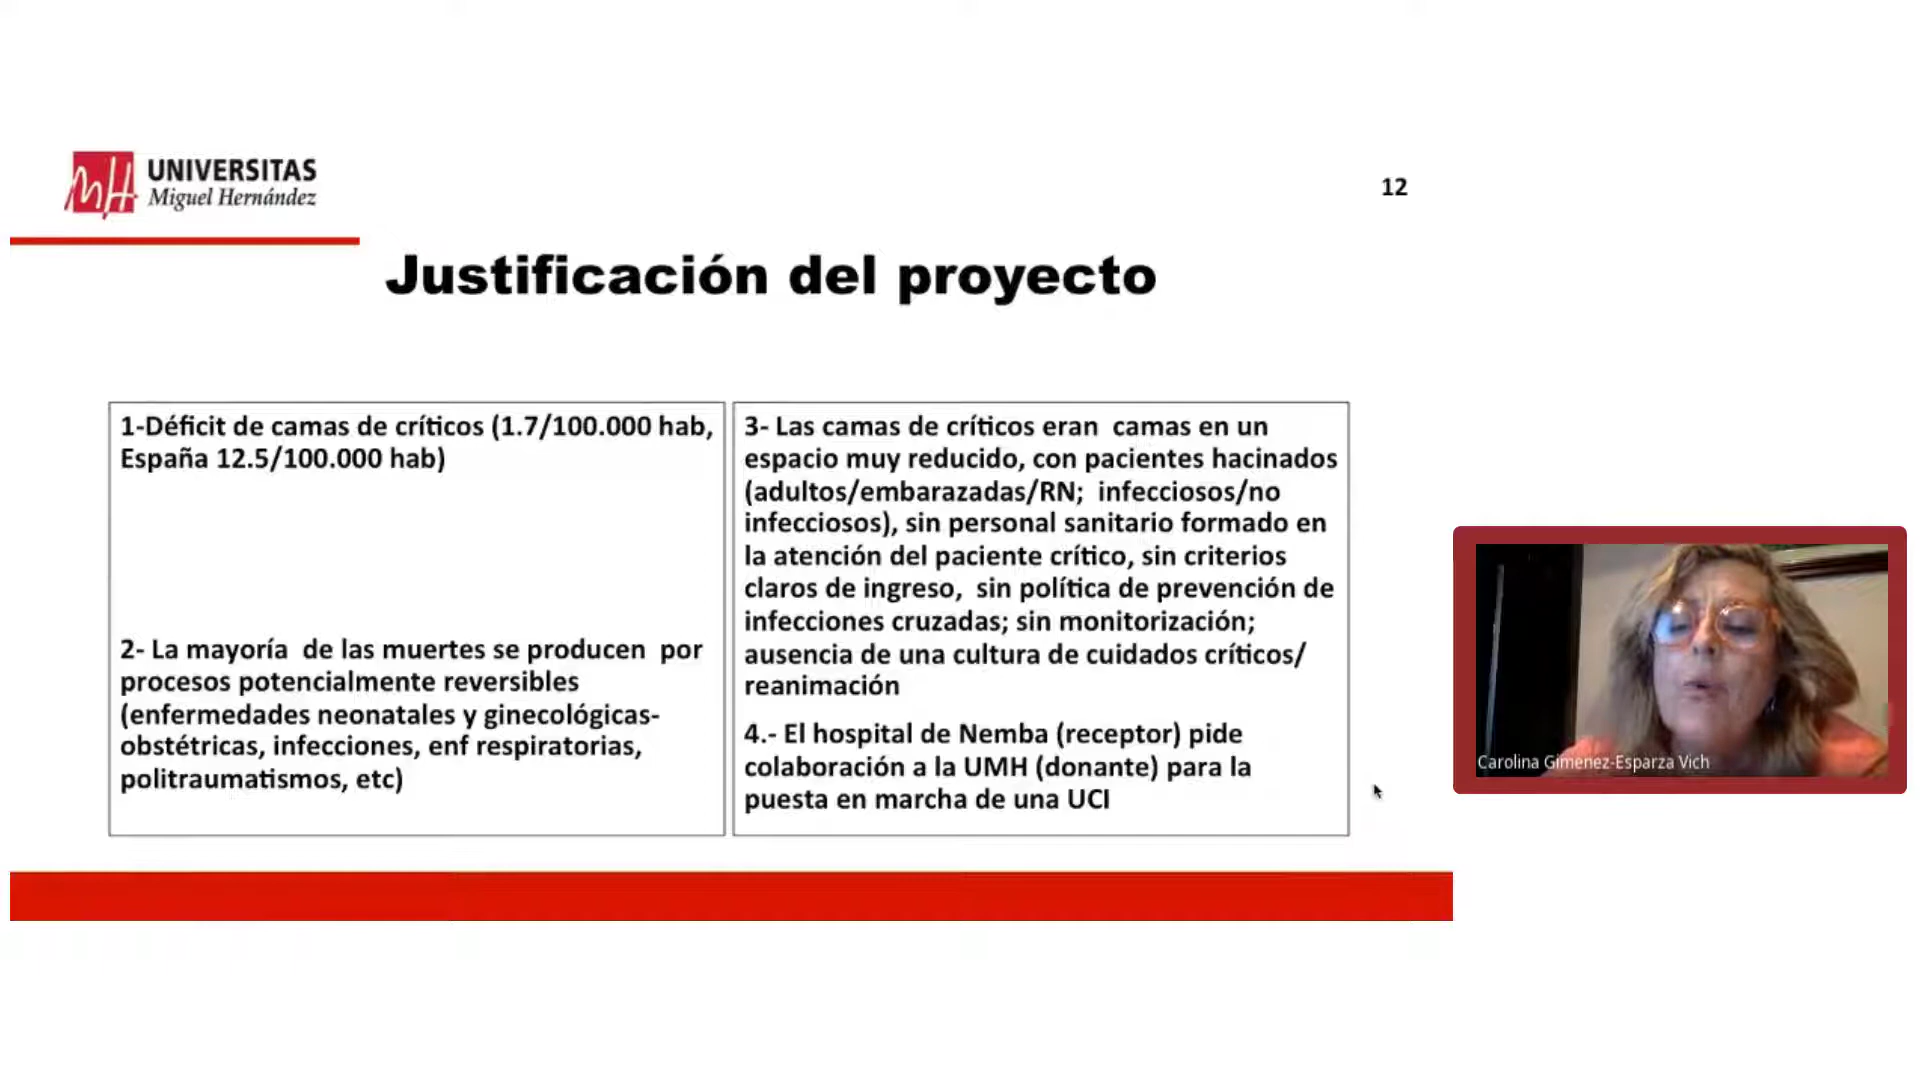 UNIVERSITAS
Miguel Hernández
12
Justificación del proyecto
1-Déficit de camas de críticos (1.7/100.000 hab,
España 12.5/100.000 hab)
2- La mayoría  de las muertes se producen  por
procesos potencialmente reversibles
(enfermedades neonatales y ginecológicas-
obstétricas, infecciones, enf respiratorias,
politraumatismos, etc)
3- Las camas de críticos eran  camas en un
espacio muy reducido, con pacientes hacinados
(adultos/embarazadas/RN;  infecciosos/no
infecciosos), sin personal sanitario formado en
la atención del paciente crítico, sin criterios
claros de ingreso,  sin política de prevención de
infecciones cruzadas; sin monitorización;
ausencia de una cultura de cuidados críticos/
reanimación
4.- El hospital de Nemba (receptor) pide
colaboración a la UMH (donante) para la
puesta en marcha de una UCI
Carolina Gimenez-Esparza Vich